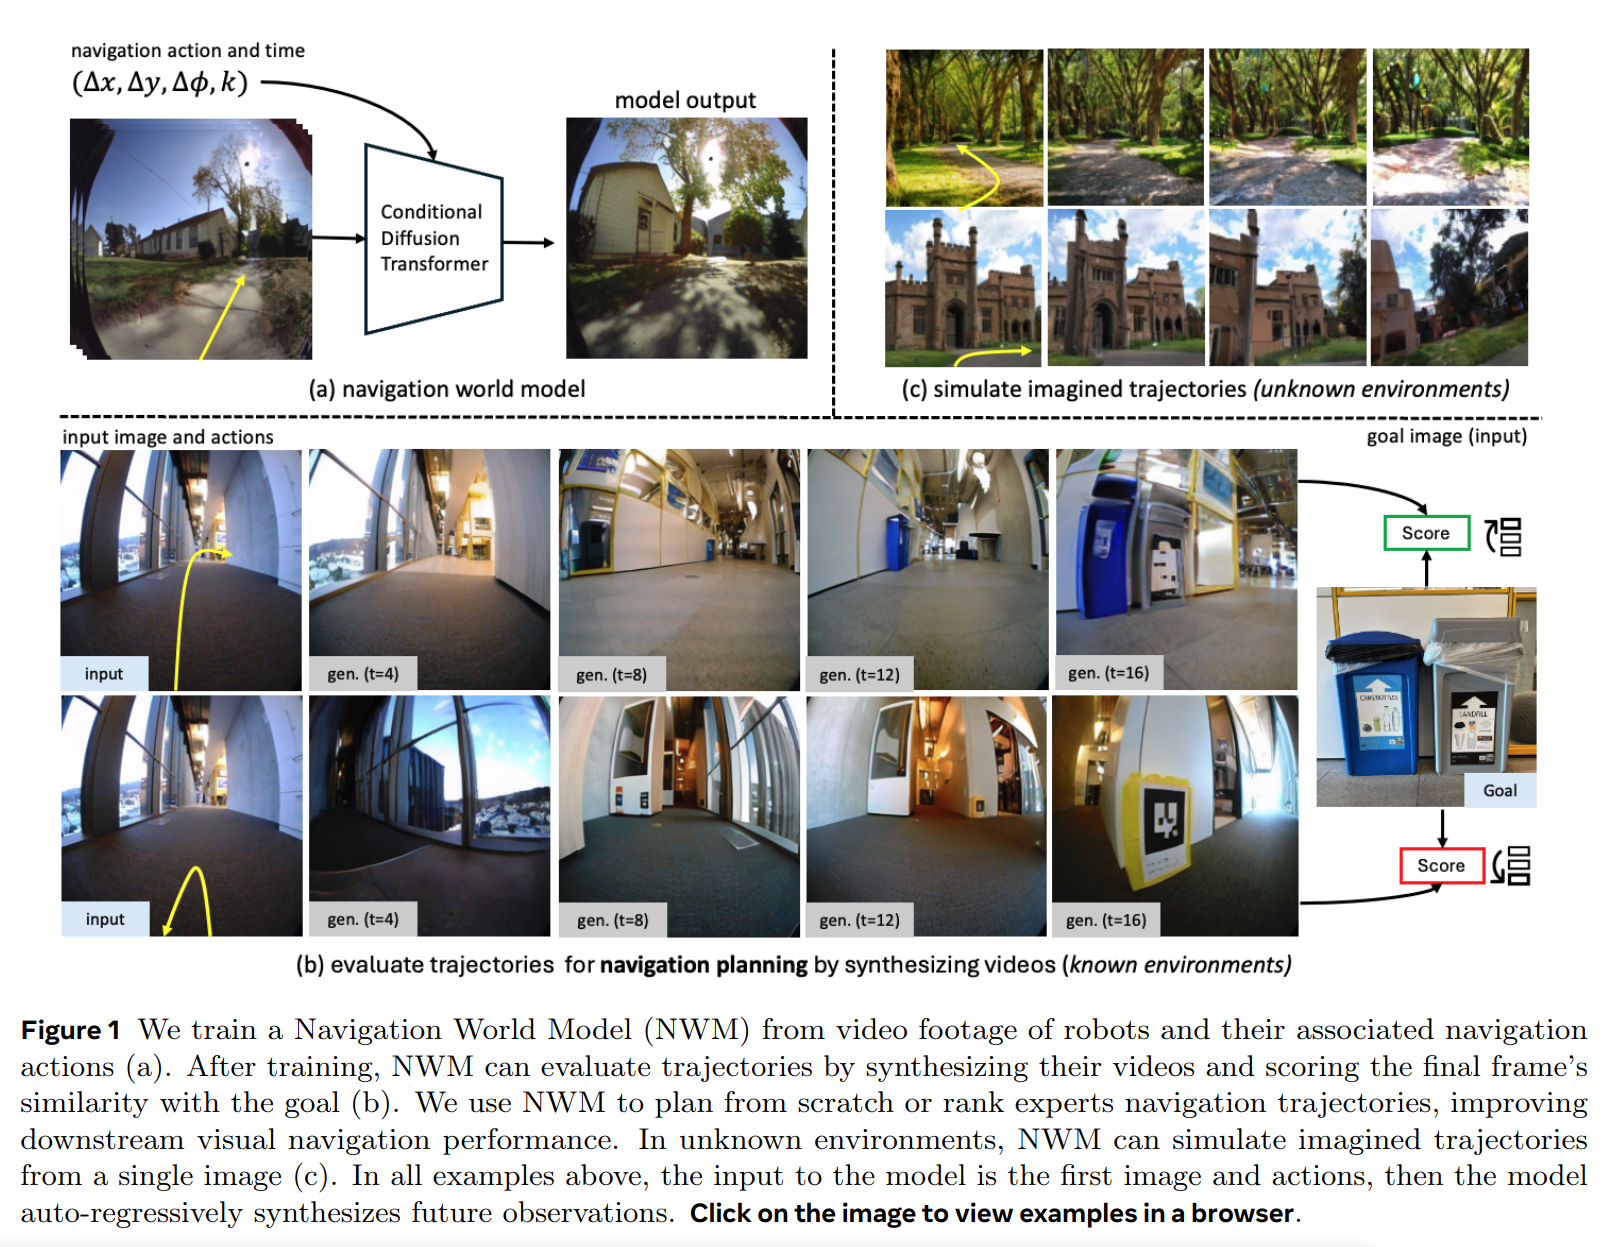 navigation action and time
(Δx, Δy, Δϕ, k)
model output
Conditional
Diffusion
Transformer
(a) navigation world model
(c) simulate imagined trajectories (unknown environments)
input image and actions
goal image (input)
input
gen. (t=4)
gen. (t=8)
gen. (t=12)
gen. (t=16)
Score
CANS/BOTTLES
LANDFILL
Goal
input
gen. (t=4)
gen. (t=8)
gen. (t=12)
gen. (t=16)
Score
(b) evaluate trajectories for navigation planning by synthesizing videos (known environments)
Figure 1 We train a Navigation World Model (NWM) from video footage of robots and their associated navigation
actions (a). After training, NWM can evaluate trajectories by synthesizing their videos and scoring the final frame's
similarity with the goal (b). We use NWM to plan from scratch or rank experts navigation trajectories, improving
downstream visual navigation performance. In unknown environments, NWM can simulate imagined trajectories
from a single image (c). In all examples above, the input to the model is the first image and actions, then the model
auto-regressively synthesizes future observations. Click on the image to view examples in a browser.